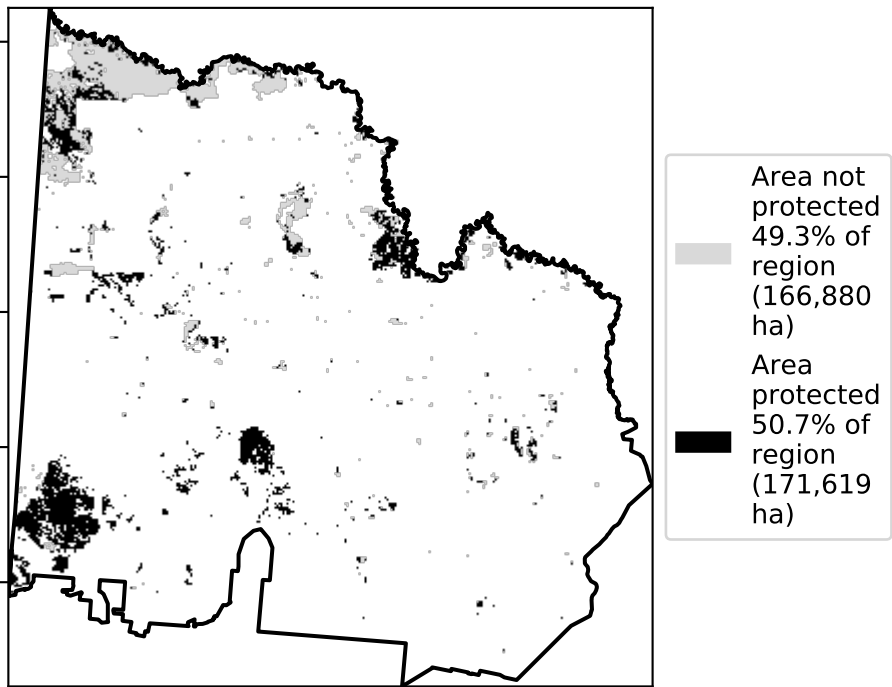 Area not
protected
49.3% of
region
(166,880
ha)
Area
protected
50.7% of
region
(171,619
ha)